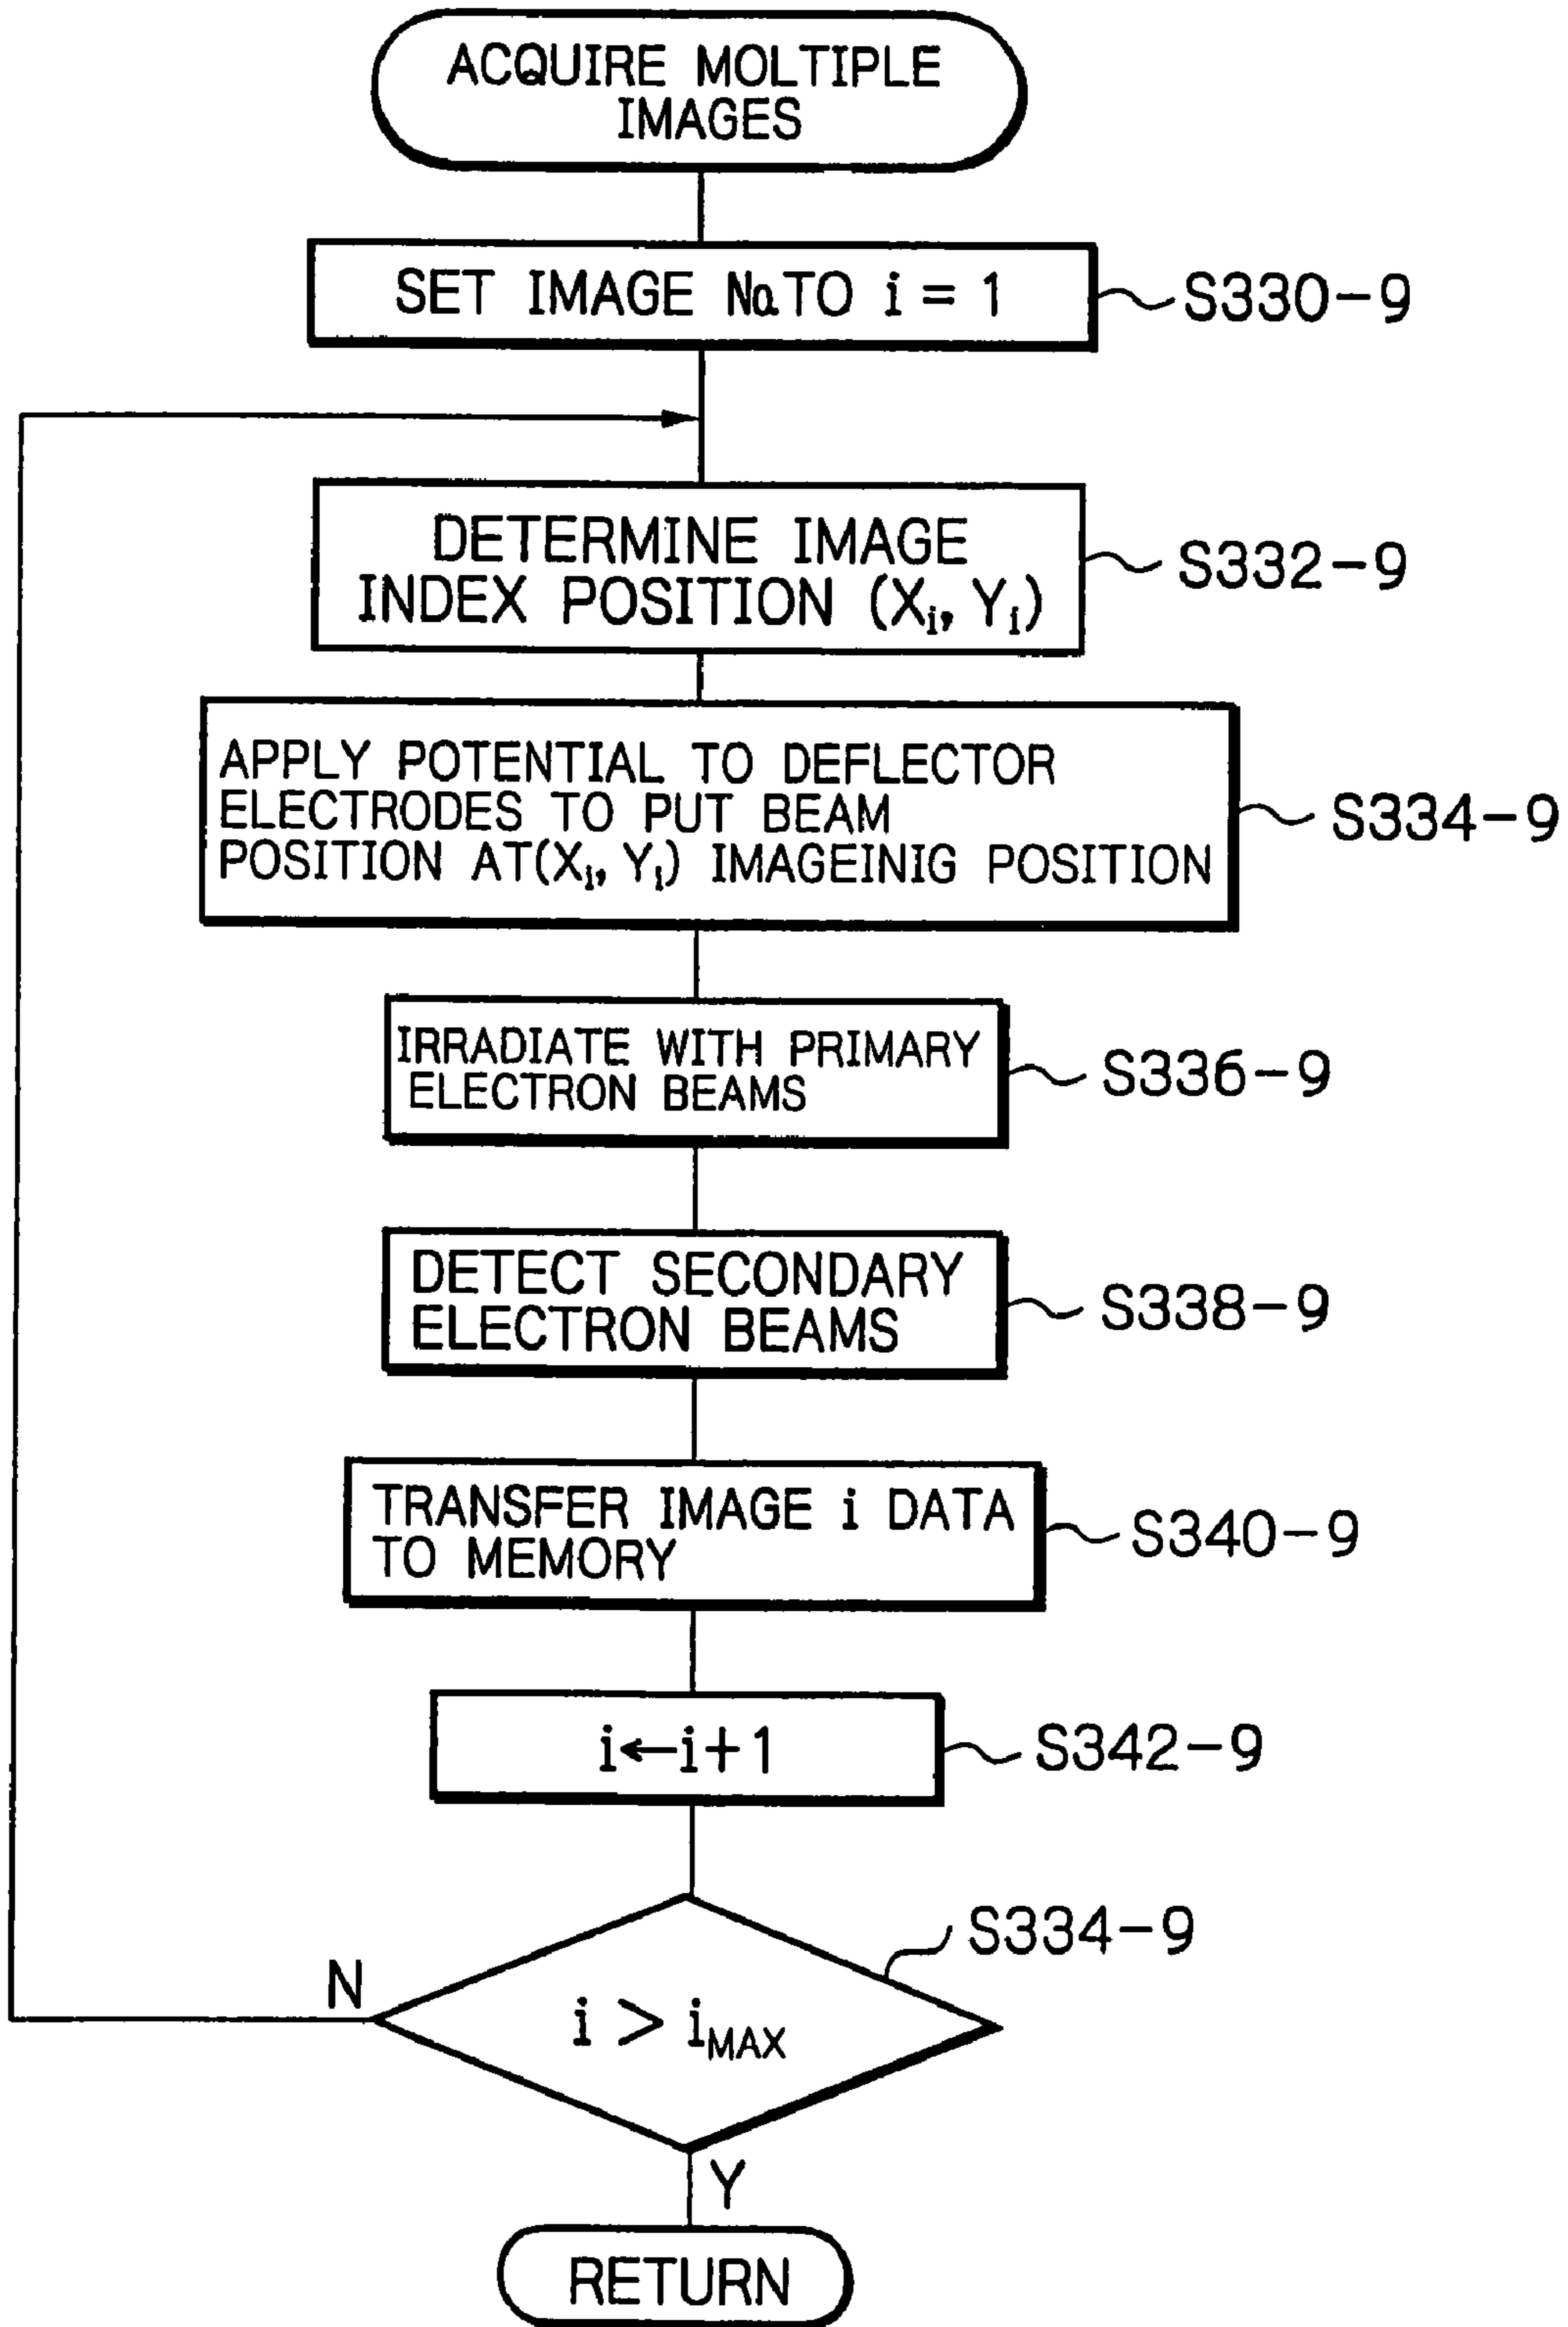 ACQUIRE MOLTIPLE
IMAGES
SET IMAGE Na TO i = 1
S330-9
DETERMINE IMAGE
INDEX POSITION (Xi, Yi)
S332-9
APPLY POTENTIAL TO DEFLECTOR
ELECTRODES TO PUT BEAM
POSITION AT(Xi, Yi) IMAGEINIG POSITION
S334-9
IRRADIATE WITH PRIMARY
ELECTRON BEAMS
S336-9
DETECT SECONDARY
ELECTRON BEAMS
S338-9
TRANSFER IMAGE i DATA
TO MEMORY
S340-9
i←i+1
S342-9
S334-9
N
i > iMAX
Y
RETURN